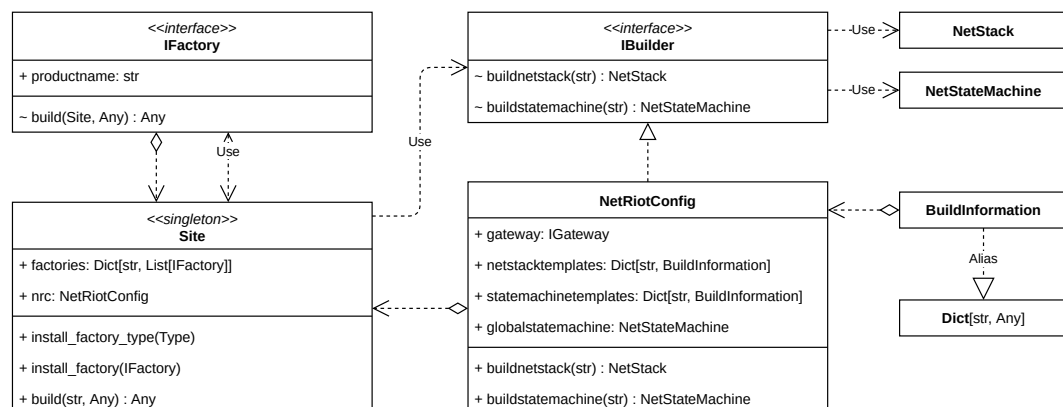 <<interface>>
IFactory
+ productname: str
~ build(Site, Any) : Any
<<interface>>
IBuilder
~ buildnetstack(str) : NetStack
~ buildstatemachine(str) : NetStateMachine
Use
NetStack
Use
NetStateMachine
Use
Use
<<singleton>>
Site
+ factories: Dict[str, List[IFactory]]
+ nrc: NetRiotConfig
+ install_factory_type(Type)
+ install_factory(IFactory)
+ build(str, Any) : Any
NetRiotConfig
+ gateway: IGateway
+ netstacktemplates: Dict[str, BuildInformation]
+ statemachinetemplates: Dict[str, BuildInformation]
+ globalstatemachine: NetStateMachine
+ buildnetstack(str) : NetStack
+ buildstatemachine(str) : NetStateMachine
BuildInformation
Alias
Dict[str, Any]